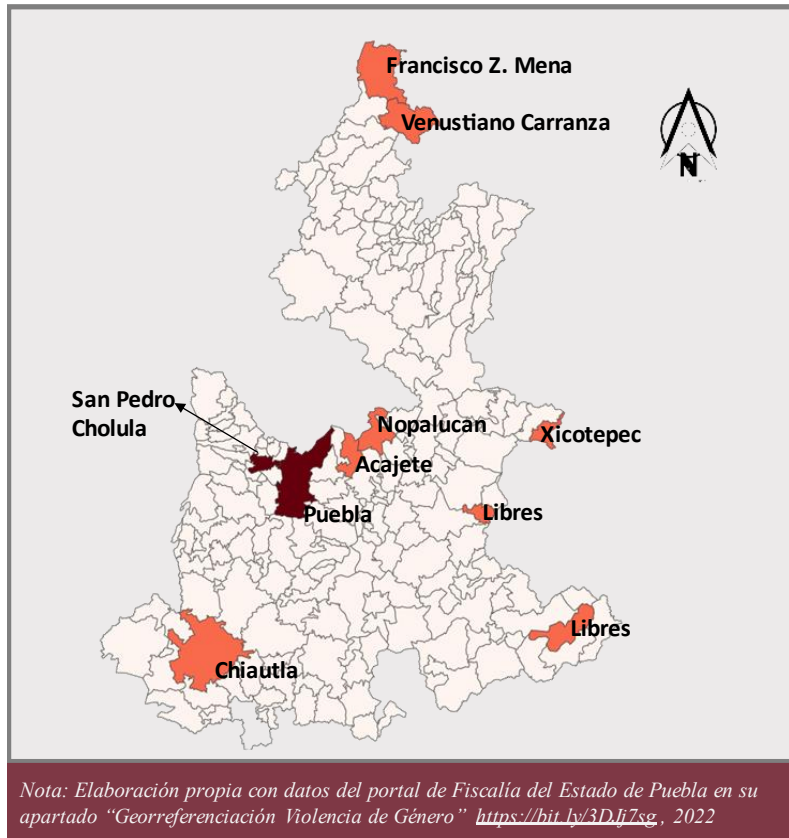 Francisco Z. Mena
Venustiano Carranza
N
San Pedro
Cholula
Nopalucan
Xicotepec
Acajete
Puebla
Libres
Libres
Chiautla
Nota: Elaboración propia con datos del portal de Fiscalía del Estado de Puebla en su
apartado “Georreferenciación Violencia de Género” https://bit.ly/3DJj7sg , 2022